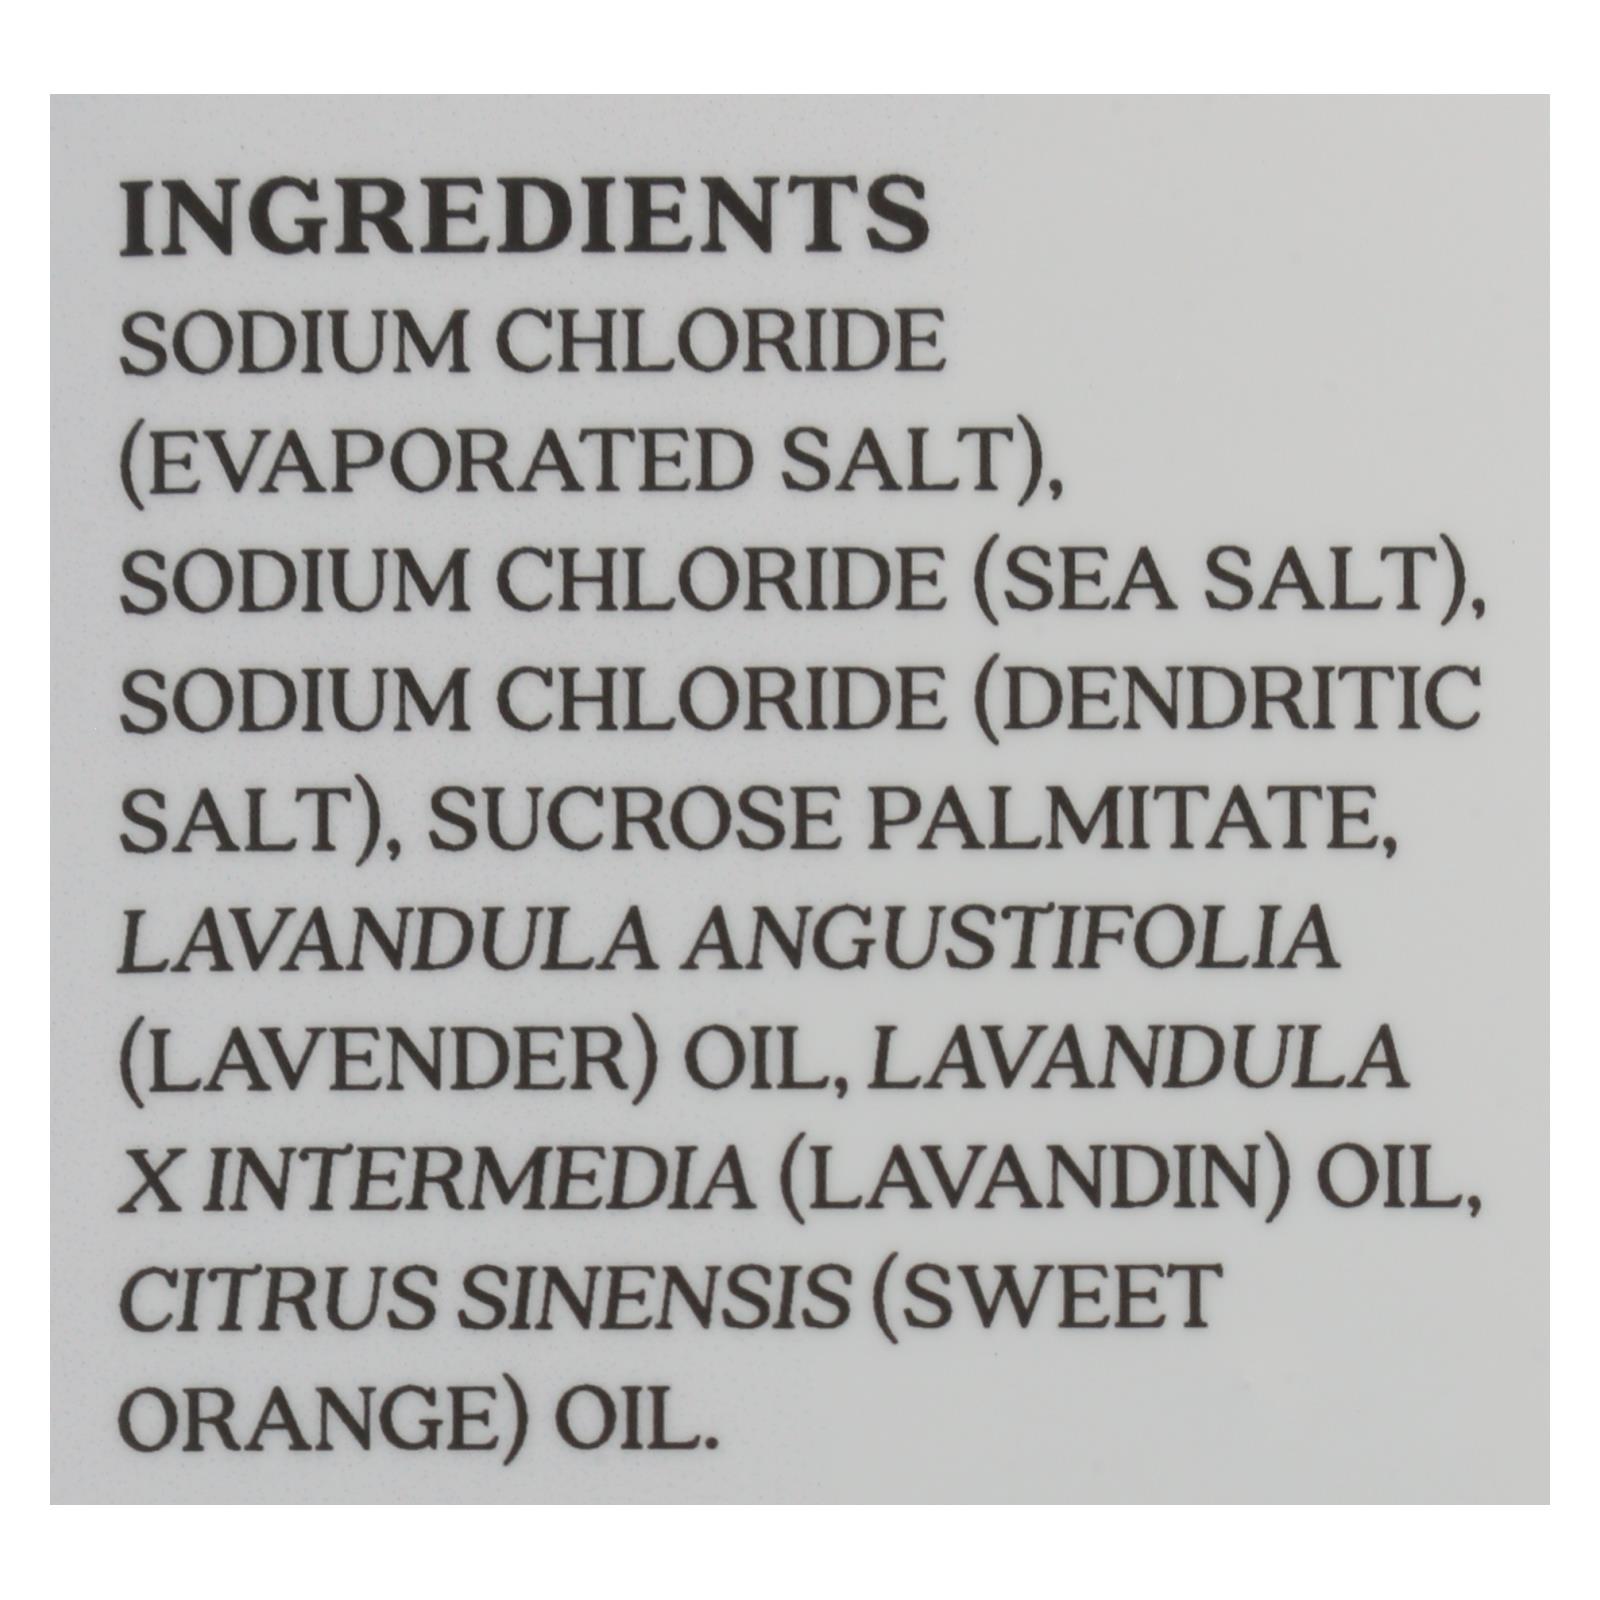 INGREDIENTS
SODIUM CHLORIDE
(EVAPORATED SALT),
SODIUM CHLORIDE (SEA SALT),
SODIUM CHLORIDE (DENDRITIC
SALT), SUCROSE PALMITATE,
LAVANDULA ANGUSTIFOLIA
(LAVENDER) OIL, LAVANDULA
X INTERMEDIA (LAVANDIN) OIL,
CITRUS SINENSIS (SWEET
ORANGE) OIL.